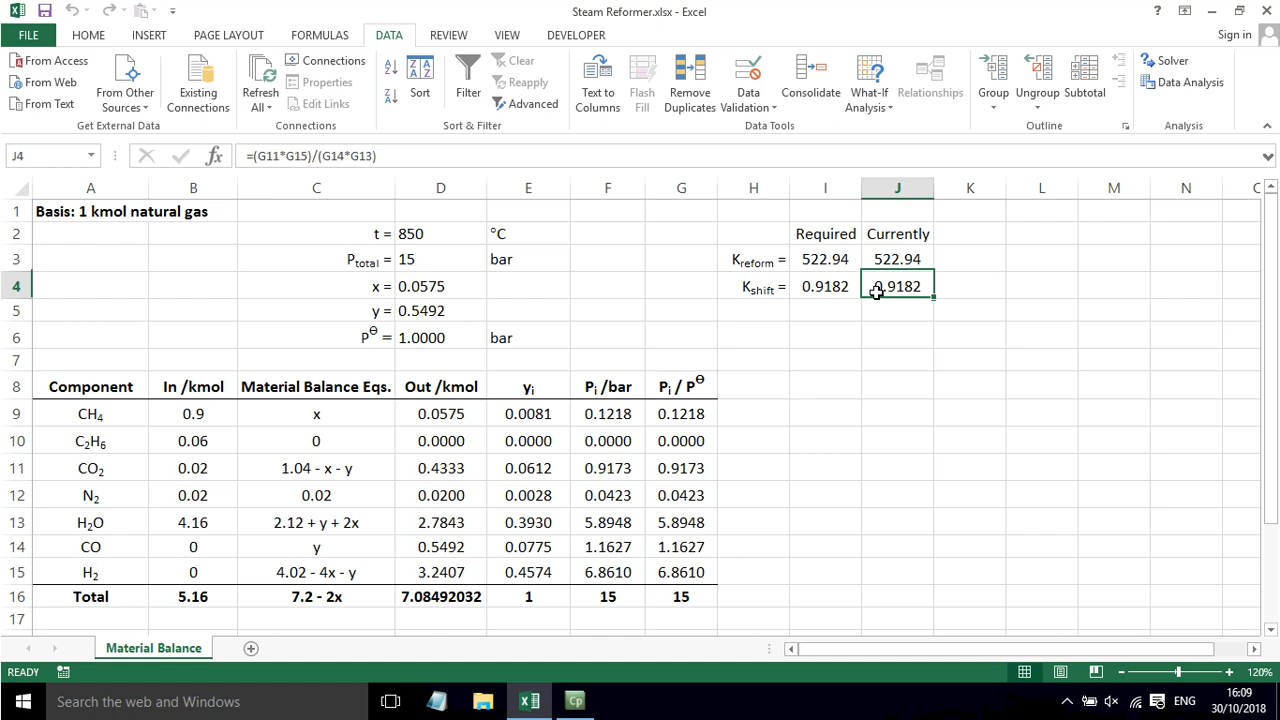 Steam Reformer.xlsx - Excel
?
FILE HOME INSERT PAGE LAYOUT FORMULAS DATA REVIEW VIEW DEVELOPER Sign in
From Access
From Web
From Text
From Other Sources
Existing Connections
Get External Data
Refresh All
Connections
Properties
Edit Links
Connections
Sort
Filter
Clear
Reapply
Advanced
Sort & Filter
Text to Columns
Flash Fill
Remove Duplicates
Data Validation
Consolidate
What-If Analysis
Relationships
Data Tools
Group
Ungroup
Subtotal
Outline
Solver
Data Analysis
Analysis
J4 fx =(G11*G15)/(G14*G13)
A B C D E F G H I J K L M N
1 Basis: 1 kmol natural gas
2 t = 850 °C Required Currently
3 Ptotal = 15 bar Kreform = 522.94 522.94
4 x = 0.0575 Kshift = 0.9182 0.9182
5 y = 0.5492
6 P⊖ = 1.0000 bar
7
8 Component In /kmol Material Balance Eqs. Out /kmol yi Pi /bar Pi / P⊖
9 CH4 0.9 x 0.0575 0.0081 0.1218 0.1218
10 C2H6 0.06 0 0.0000 0.0000 0.0000 0.0000
11 CO2 0.02 1.04 - x - y 0.4333 0.0612 0.9173 0.9173
12 N2 0.02 0.02 0.0200 0.0028 0.0423 0.0423
13 H2O 4.16 2.12 + y + 2x 2.7843 0.3930 5.8948 5.8948
14 CO 0 y 0.5492 0.0775 1.1627 1.1627
15 H2 0 4.02 - 4x - y 3.2407 0.4574 6.8610 6.8610
16 Total 5.16 7.2 - 2x 7.08492032 1 15 15
17
Material Balance
READY 120%
Search the web and Windows
Cp
ENG
16:09
30/10/2018